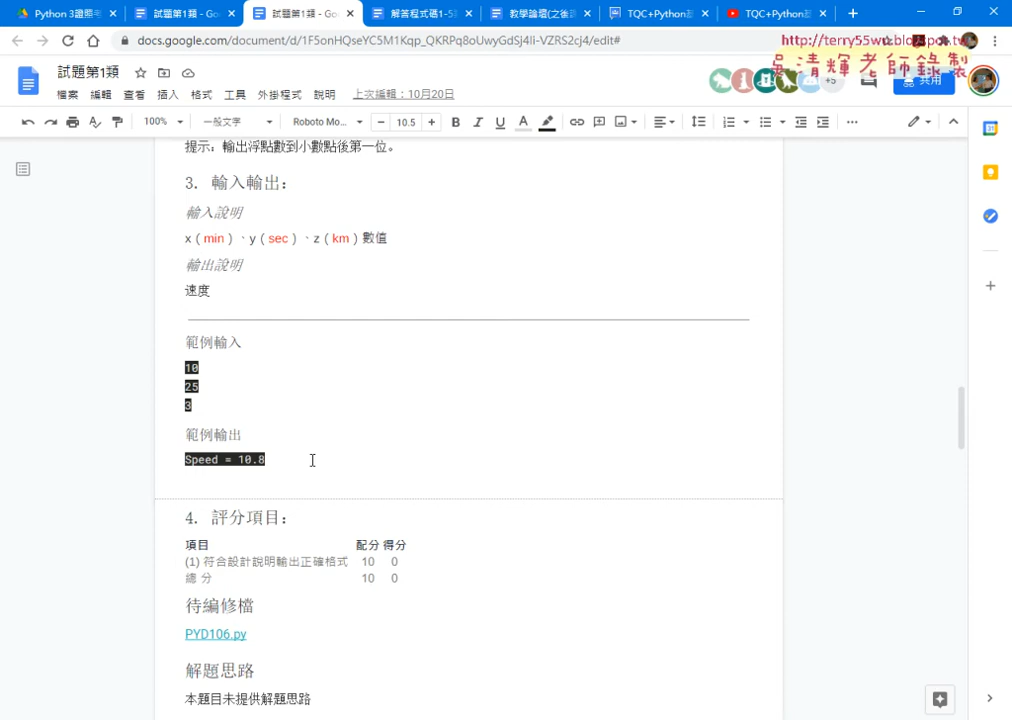 Python 3證照
試題第1類 - Go
試題第1類 - Go
解答程式碼1-5
教學論壇(之後
TQC+Python
TQC+Python
docs.google.com/document/d/1F5onHQseYC5M1Kqp_QKRPq8oUwyGdSj4Ii-VZRS2cj4/edit#
吳清輝老師錄製
試題第1類
檔案 編輯 查看 插入 格式 工具 外掛程式 說明 上次編輯：10月20日
+5
共用
100% 一般文字 Roboto Mo... 10.5 B I U A
提示：輸出浮點數到小數點後第一位。
3. 輸入輸出：
輸入說明
x（min）、y（sec）、z（km）數值
輸出說明
速度
範例輸入
10
25
3
範例輸出
Speed = 10.8
4. 評分項目：
項目 配分 得分
(1) 符合設計說明輸出正確格式 10 0
總 分 10 0
待編修檔
PYD106.py
解題思路
本題目未提供解題思路